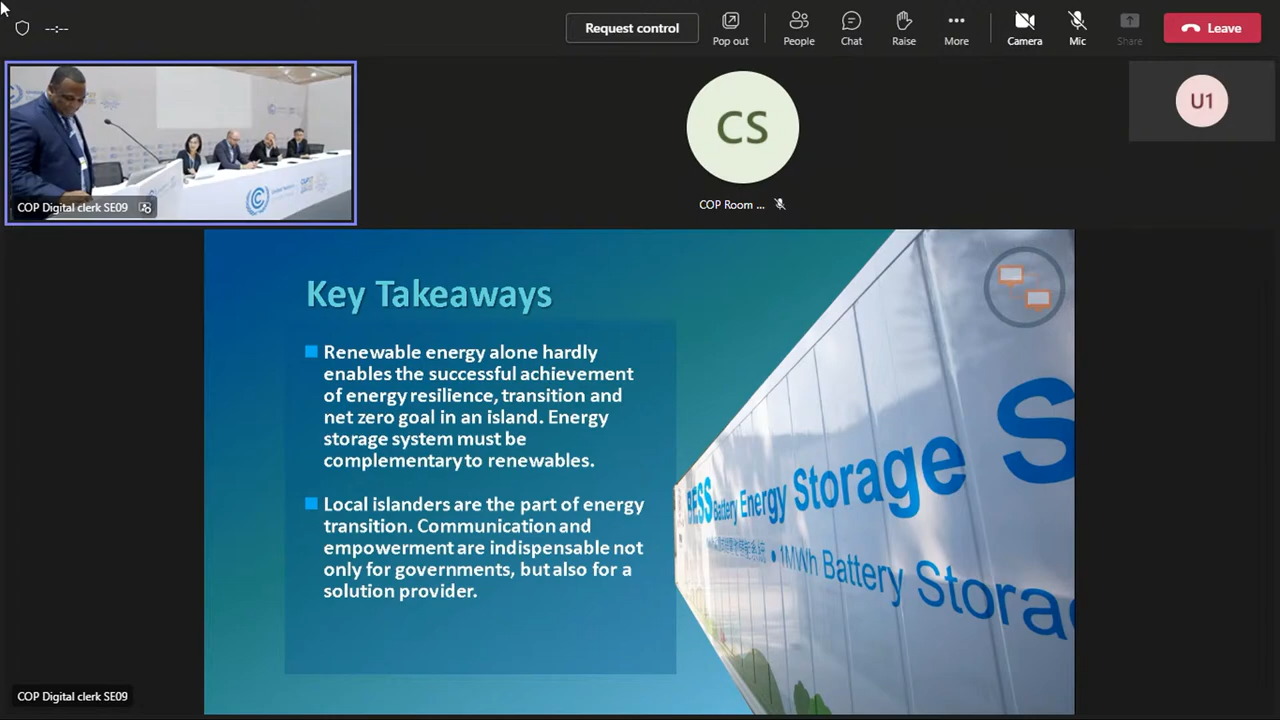 --:--
Request control
Pop out
People
Chat
Raise
More
Camera
Mic
Share
Leave
COP Digital clerk SE09
CS
COP Room ...
U1
Key Takeaways
Renewable energy alone hardly
enables the successful achievement
of energy resilience, transition and
net zero goal in an island. Energy
storage system must be
complementary to renewables.
Local islanders are the part of energy
transition. Communication and
empowerment are indispensable not
only for governments, but also for a
solution provider.
BESS Battery Energy Storage S
1MWh Battery Storag
COP Digital clerk SE09